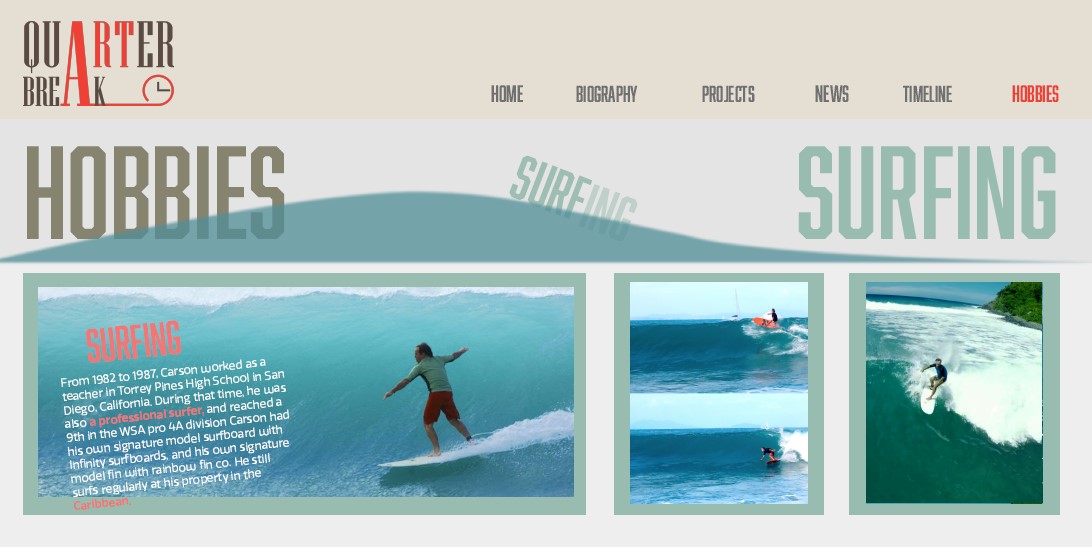 QUARTER
BREAK
HOME BIOGRAPHY PROJECTS NEWS TIMELINE HOBBIES
HOBBIES SURFING SURFING
SURFING
From 1982 to 1987, Carson worked as a
teacher in Torrey Pines High School in San
Diego, California. During that time, he was
also a professional surfer, and reached a
9th in the WSA pro 4A division Carson had
his own signature model surfboard with
Infinity surfboards, and his own signature
model fin with rainbow fin co. He still
surfs regularly at his property in the
Caribbean.